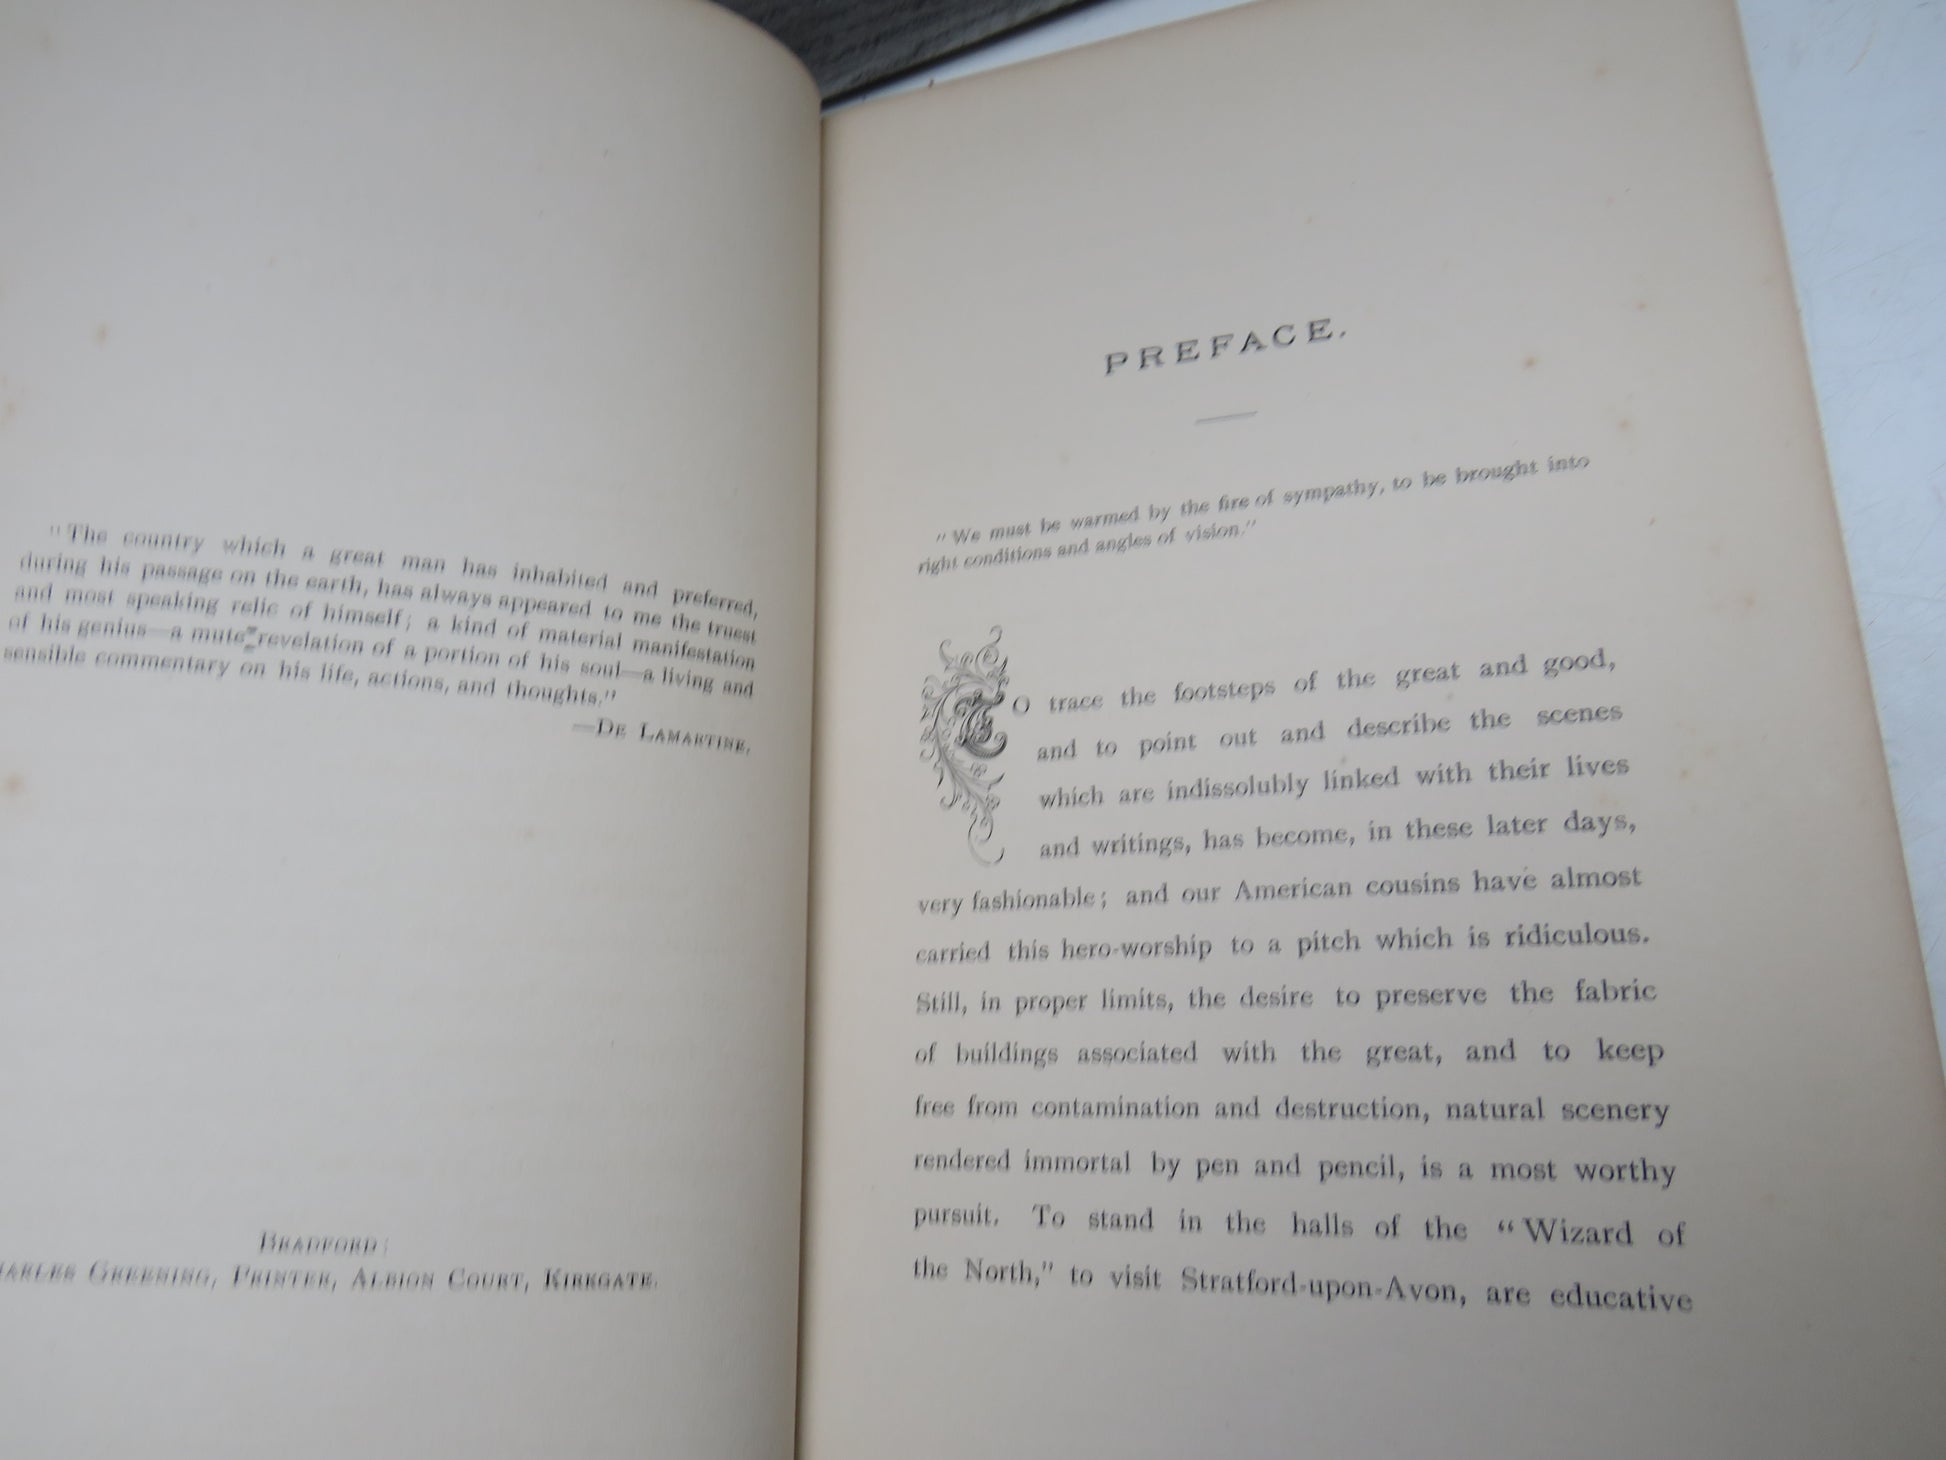 "The country which a great man has inhabited and preferred,
during his passage on the earth, has always appeared to me the truest
and most speaking relic of himself; a kind of material manifestation
of his genius—a mute revelation of a portion of his soul—a living and
sensible commentary on his life, actions, and thoughts."
—De Lamartine.
Bradford:
Greening, Printer, Albion Court, Kirkgate.
PREFACE.
"We must be warmed by the fire of sympathy, to be brought into
right conditions and angles of vision."
TO trace the footsteps of the great and good,
and to point out and describe the scenes
which are indissolubly linked with their lives
and writings, has become, in these later days,
very fashionable; and our American cousins have almost
carried this hero-worship to a pitch which is ridiculous.
Still, in proper limits, the desire to preserve the fabric
of buildings associated with the great, and to keep
free from contamination and destruction, natural scenery
rendered immortal by pen and pencil, is a most worthy
pursuit. To stand in the halls of the "Wizard of
the North," to visit Stratford-upon-Avon, are educative